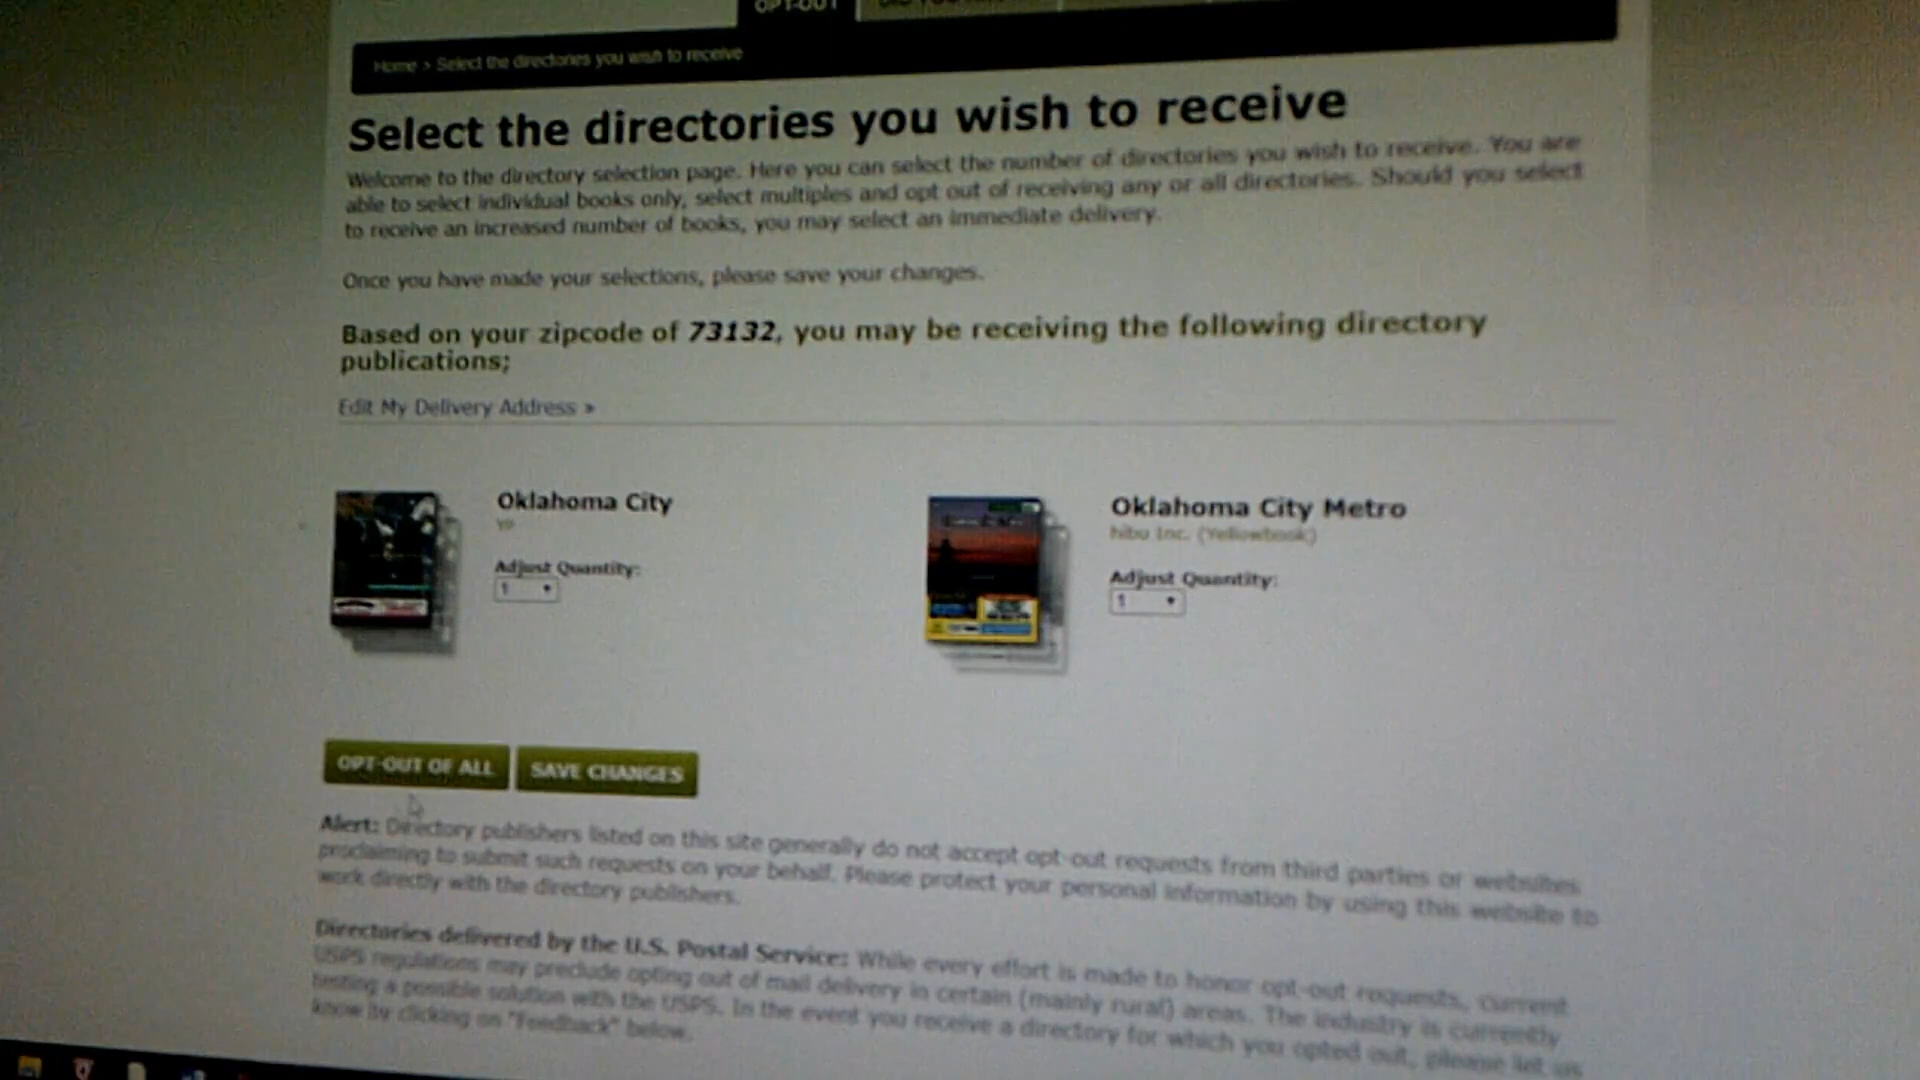 OPT-OUT
Home > Select the directories you wish to receive
Select the directories you wish to receive
Welcome to the directory selection page. Here you can select the number of directories you wish to receive. You are
able to select individual books only, select multiples and opt out of receiving any or all directories. Should you select
to receive an increased number of books, you may select an immediate delivery.
Once you have made your selections, please save your changes.
Based on your zipcode of 73132, you may be receiving the following directory
publications;
Edit My Delivery Address »
Oklahoma City
YP
Adjust Quantity:
1
Oklahoma City Metro
hibu Inc. (Yellowbook)
Adjust Quantity:
1
OPT-OUT OF ALL
SAVE CHANGES
Alert: Directory publishers listed on this site generally do not accept opt-out requests from third parties or websites
proclaiming to submit such requests on your behalf. Please protect your personal information by using this website to
work directly with the directory publishers.
Directories delivered by the U.S. Postal Service: While every effort is made to honor opt-out requests, current
USPS regulations may preclude opting out of mail delivery in certain (mainly rural) areas. The industry is currently
testing a possible solution with the USPS. In the event you receive a directory for which you opted out, please let us
know by clicking on "Feedback" below.